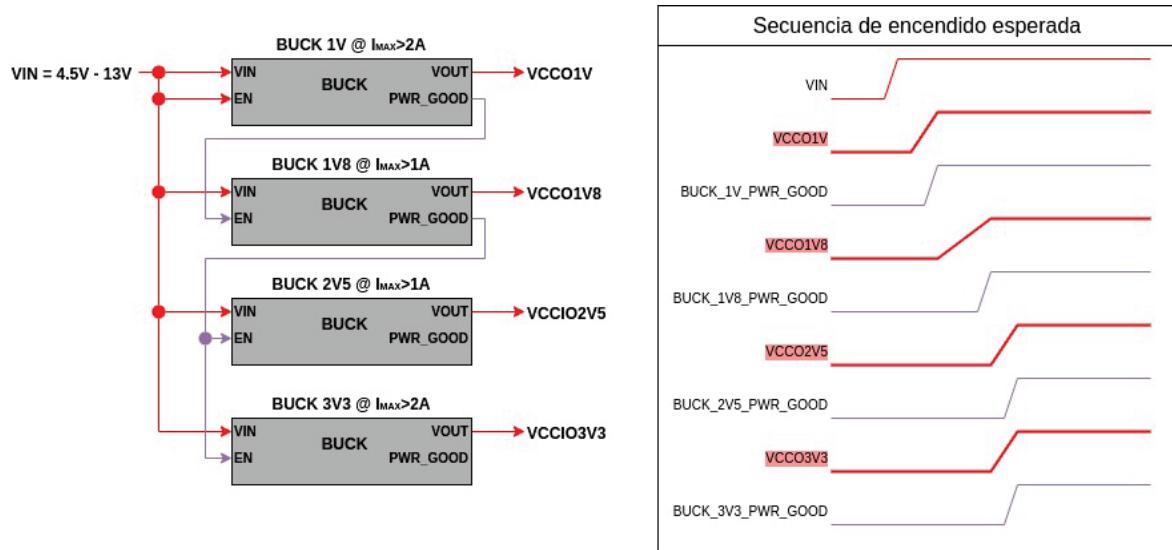 BUCK 1V @ IMAX>2A
VIN = 4.5V - 13V
VIN
EN
BUCK
VOUT
PWR_GOOD
VCCO1V
BUCK 1V8 @ IMAX>1A
VIN
EN
BUCK
VOUT
PWR_GOOD
VCCO1V8
BUCK 2V5 @ IMAX>1A
VIN
EN
BUCK
VOUT
PWR_GOOD
VCCIO2V5
BUCK 3V3 @ IMAX>2A
VIN
EN
BUCK
VOUT
PWR_GOOD
VCCIO3V3
Secuencia de encendido esperada
VIN
VCCO1V
BUCK_1V_PWR_GOOD
VCCO1V8
BUCK_1V8_PWR_GOOD
VCCO2V5
BUCK_2V5_PWR_GOOD
VCCO3V3
BUCK_3V3_PWR_GOOD